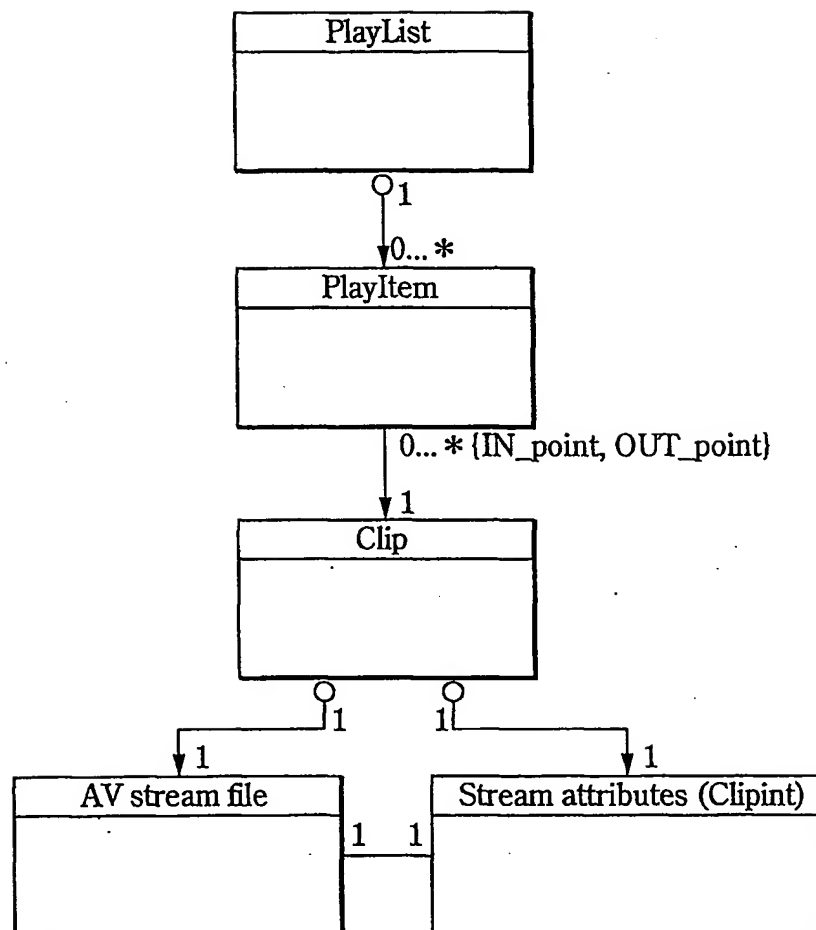 PlayList
1
0... *
PlayItem
0... * {IN_point, OUT_point}
1
Clip
1 1
1 1
AV stream file Stream attributes (Clipint)
1 1